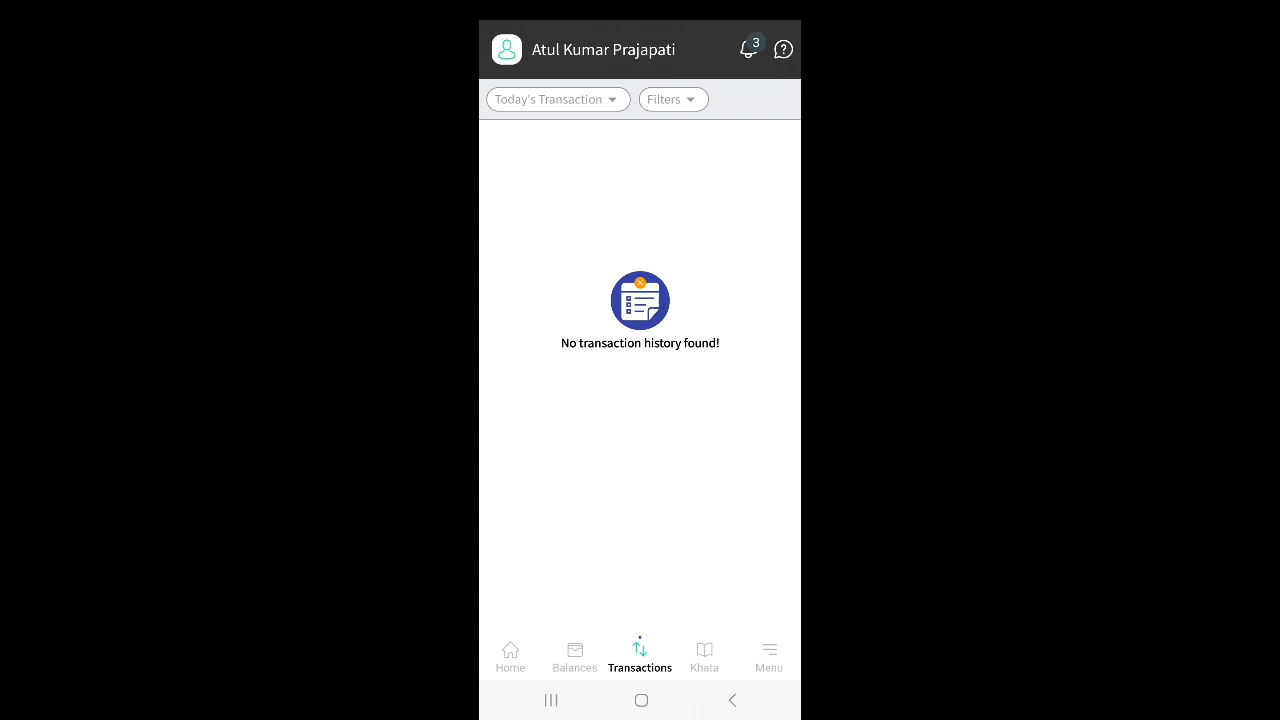 Atul Kumar Prajapati
3
Today's Transaction
Filters
No transaction history found!
Home
Balances
Transactions
Khata
Menu